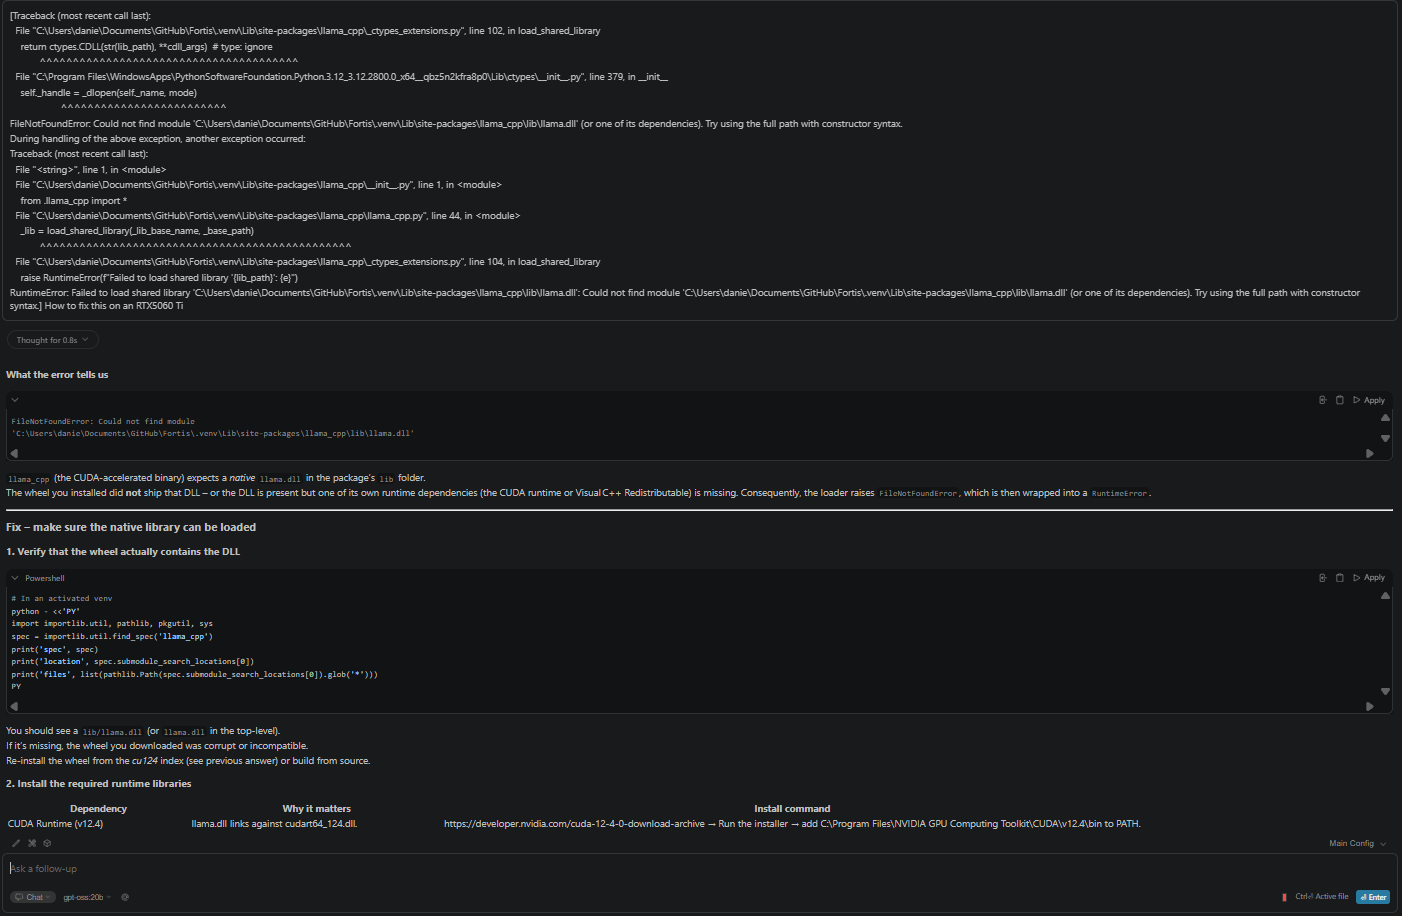 [Traceback (most recent call last):
File "C:\Users\danie\Documents\GitHub\Fortis\.venv\Lib\site-packages\llama_cpp\_ctypes_extensions.py", line 102, in load_shared_library
return ctypes.CDLL(str(lib_path), **cdll_args)  # type: ignore
^^^^^^^^^^^^^^^^^^^^^^^^^^^^^^^^^^^^^^^
File "C:\Program Files\WindowsApps\PythonSoftwareFoundation.Python.3.12_3.12.2800.0_x64__qbz5n2kfra8p0\Lib\ctypes\__init__.py", line 379, in __init__
self._handle = _dlopen(self._name, mode)
^^^^^^^^^^^^^^^^^^^^^^^^^
FileNotFoundError: Could not find module 'C:\Users\danie\Documents\GitHub\Fortis\.venv\Lib\site-packages\llama_cpp\lib\llama.dll' (or one of its dependencies). Try using the full path with constructor syntax.
During handling of the above exception, another exception occurred:
Traceback (most recent call last):
File "<string>", line 1, in <module>
File "C:\Users\danie\Documents\GitHub\Fortis\.venv\Lib\site-packages\llama_cpp\__init__.py", line 1, in <module>
from .llama_cpp import *
File "C:\Users\danie\Documents\GitHub\Fortis\.venv\Lib\site-packages\llama_cpp\llama_cpp.py", line 44, in <module>
_lib = load_shared_library(_lib_base_name, _base_path)
^^^^^^^^^^^^^^^^^^^^^^^^^^^^^^^^^^^^^^^^^^^^^^^
File "C:\Users\danie\Documents\GitHub\Fortis\.venv\Lib\site-packages\llama_cpp\_ctypes_extensions.py", line 104, in load_shared_library
raise RuntimeError(f"Failed to load shared library '{lib_path}': {e}")
RuntimeError: Failed to load shared library 'C:\Users\danie\Documents\GitHub\Fortis\.venv\Lib\site-packages\llama_cpp\lib\llama.dll': Could not find module 'C:\Users\danie\Documents\GitHub\Fortis\.venv\Lib\site-packages\llama_cpp\lib\llama.dll' (or one of its dependencies). Try using the full path with constructor
syntax.] How to fix this on an RTX5060 Ti
Thought for 0.8s
What the error tells us
Apply
FileNotFoundError: Could not find module
'C:\Users\danie\Documents\GitHub\Fortis\.venv\Lib\site-packages\llama_cpp\lib\llama.dll'
llama_cpp (the CUDA-accelerated binary) expects a native llama.dll in the package's lib folder.
The wheel you installed did not ship that DLL – or the DLL is present but one of its own runtime dependencies (the CUDA runtime or Visual C++ Redistributable) is missing. Consequently, the loader raises FileNotFoundError, which is then wrapped into a RuntimeError.
Fix – make sure the native library can be loaded
1. Verify that the wheel actually contains the DLL
Powershell Apply
# In an activated venv
python - <<'PY'
import importlib.util, pathlib, pkgutil, sys
spec = importlib.util.find_spec('llama_cpp')
print('spec', spec)
print('location', spec.submodule_search_locations[0])
print('files', list(pathlib.Path(spec.submodule_search_locations[0]).glob('*')))
PY
You should see a lib/llama.dll (or llama.dll in the top-level).
If it's missing, the wheel you downloaded was corrupt or incompatible.
Re-install the wheel from the cu124 index (see previous answer) or build from source.
2. Install the required runtime libraries
Dependency Why it matters Install command
CUDA Runtime (v12.4) llama.dll links against cudart64_124.dll. https://developer.nvidia.com/cuda-12-4-0-download-archive → Run the installer → add C:\Program Files\NVIDIA GPU Computing Toolkit\CUDA\v12.4\bin to PATH.
Main Config
Ask a follow-up
Chat gpt-oss:20b @ Ctrl⏎ Active file ⏎ Enter